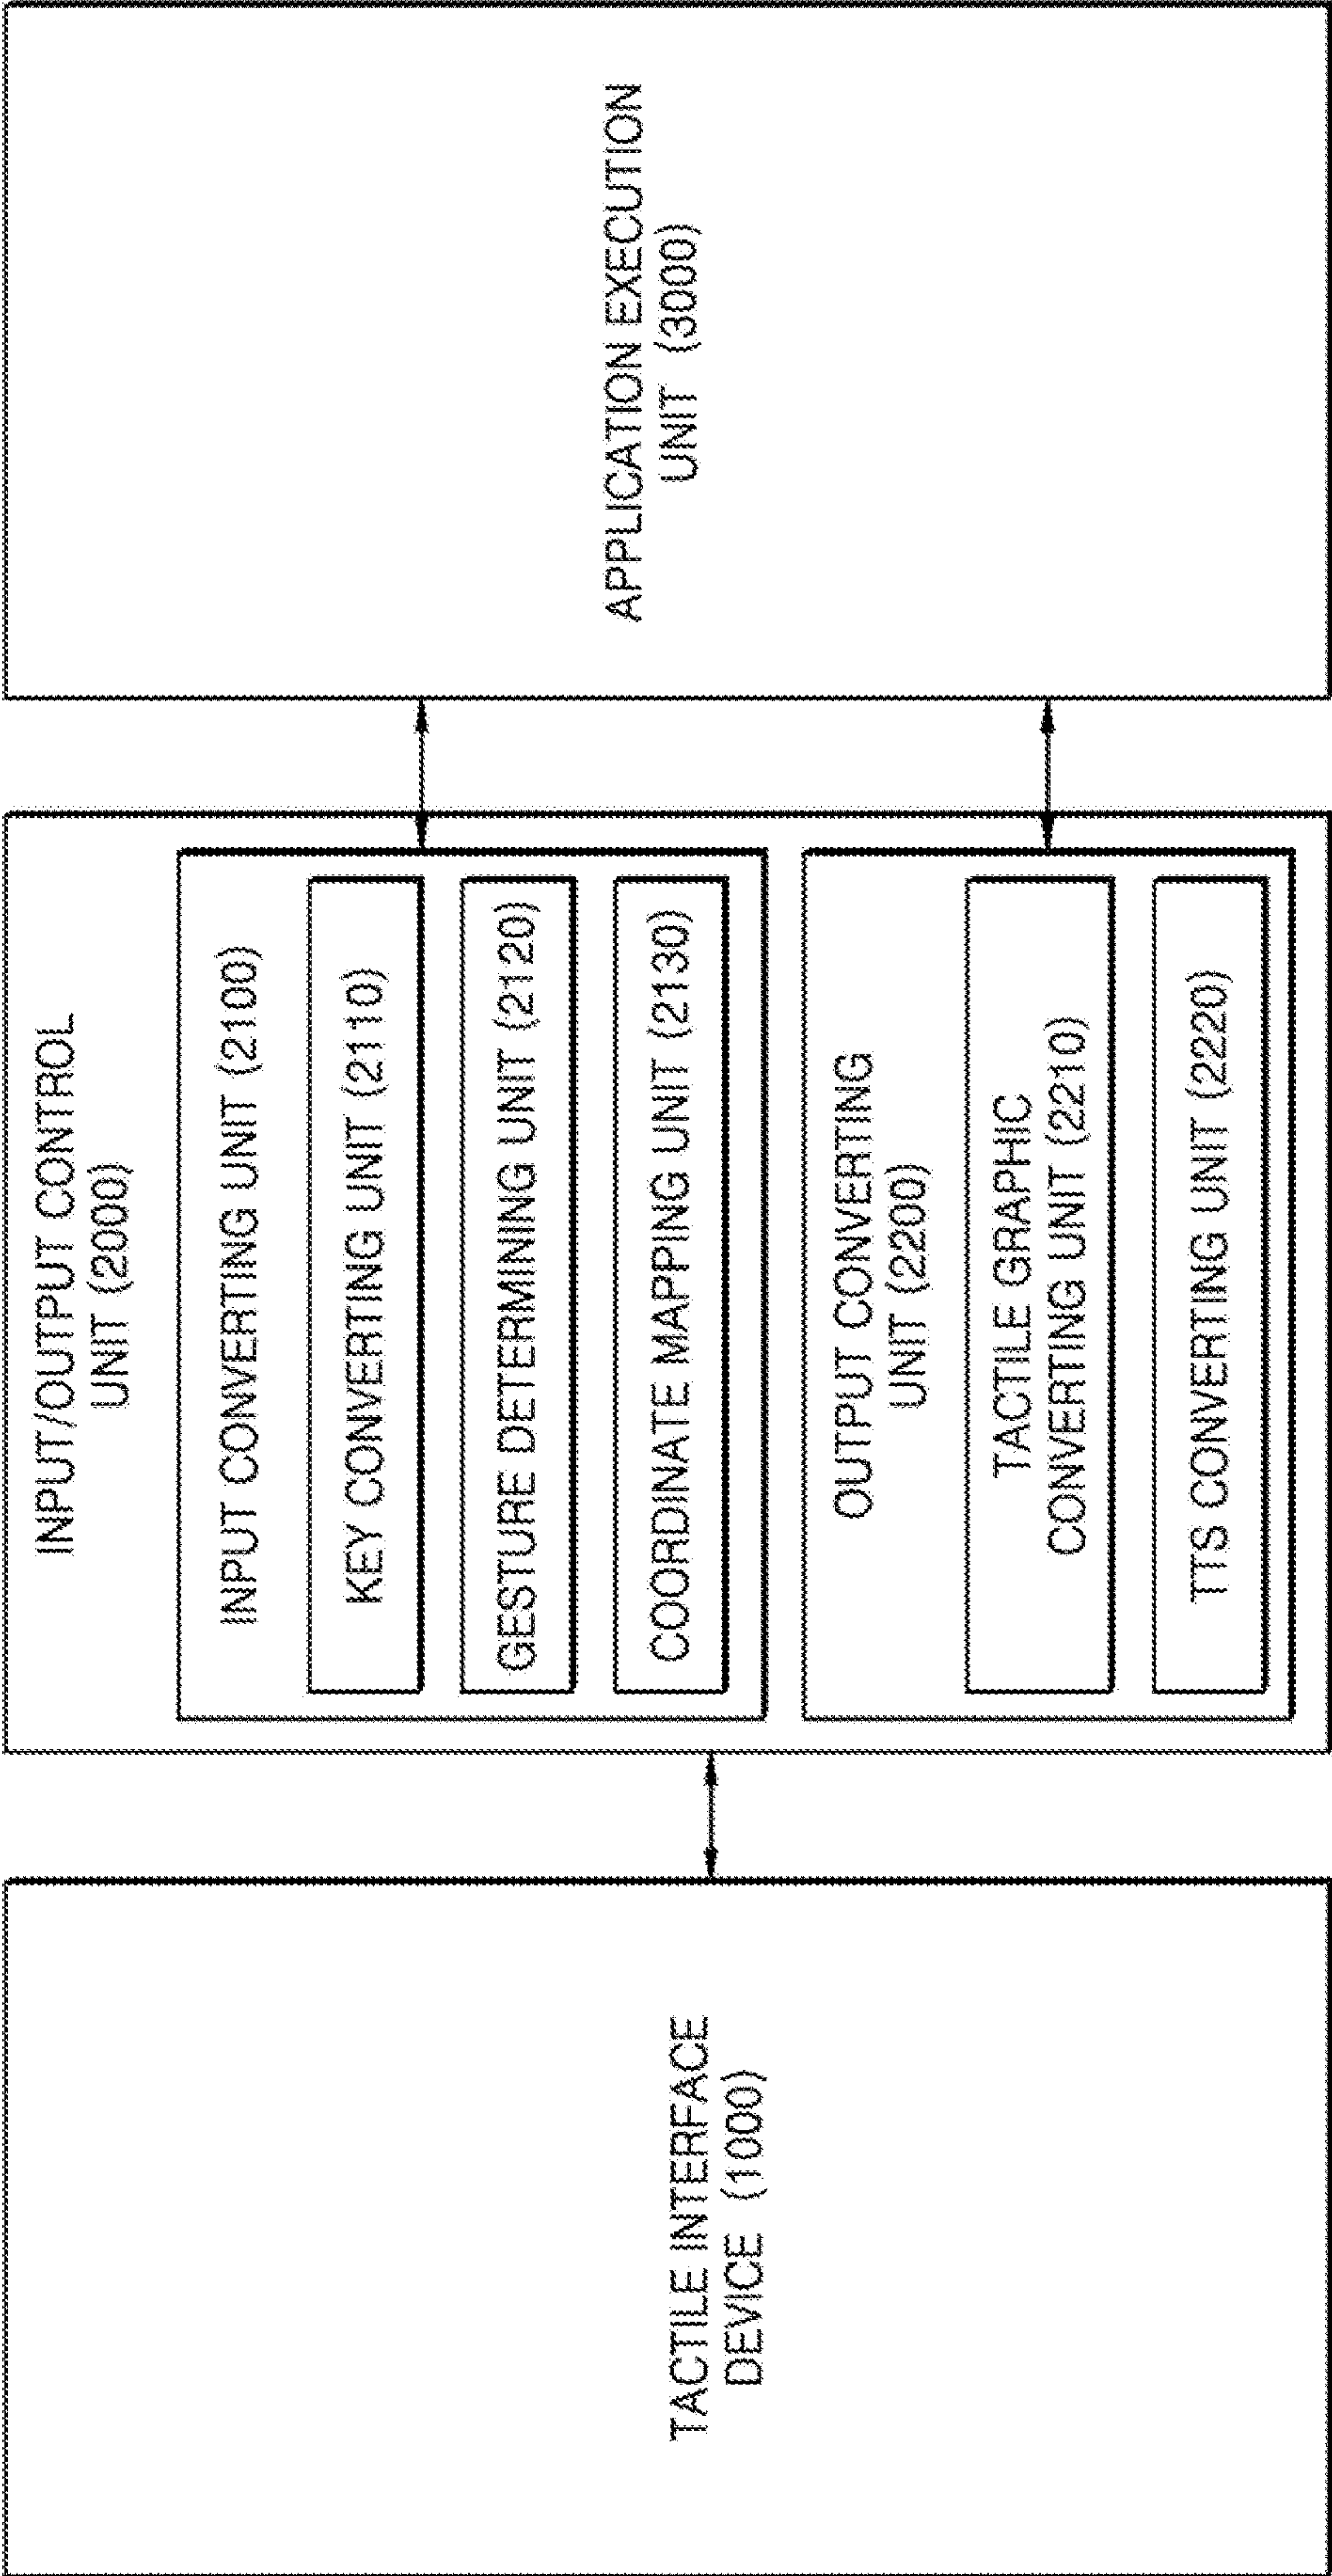 TACTILE INTERFACE
DEVICE (1000)
INPUT/OUTPUT CONTROL
UNIT (2000)
INPUT CONVERTING UNIT (2100)
KEY CONVERTING UNIT (2110)
GESTURE DETERMINING UNIT (2120)
COORDINATE MAPPING UNIT (2130)
OUTPUT CONVERTING
UNIT (2200)
TACTILE GRAPHIC
CONVERTING UNIT (2210)
TTS CONVERTING UNIT (2220)
APPLICATION EXECUTION
UNIT (3000)